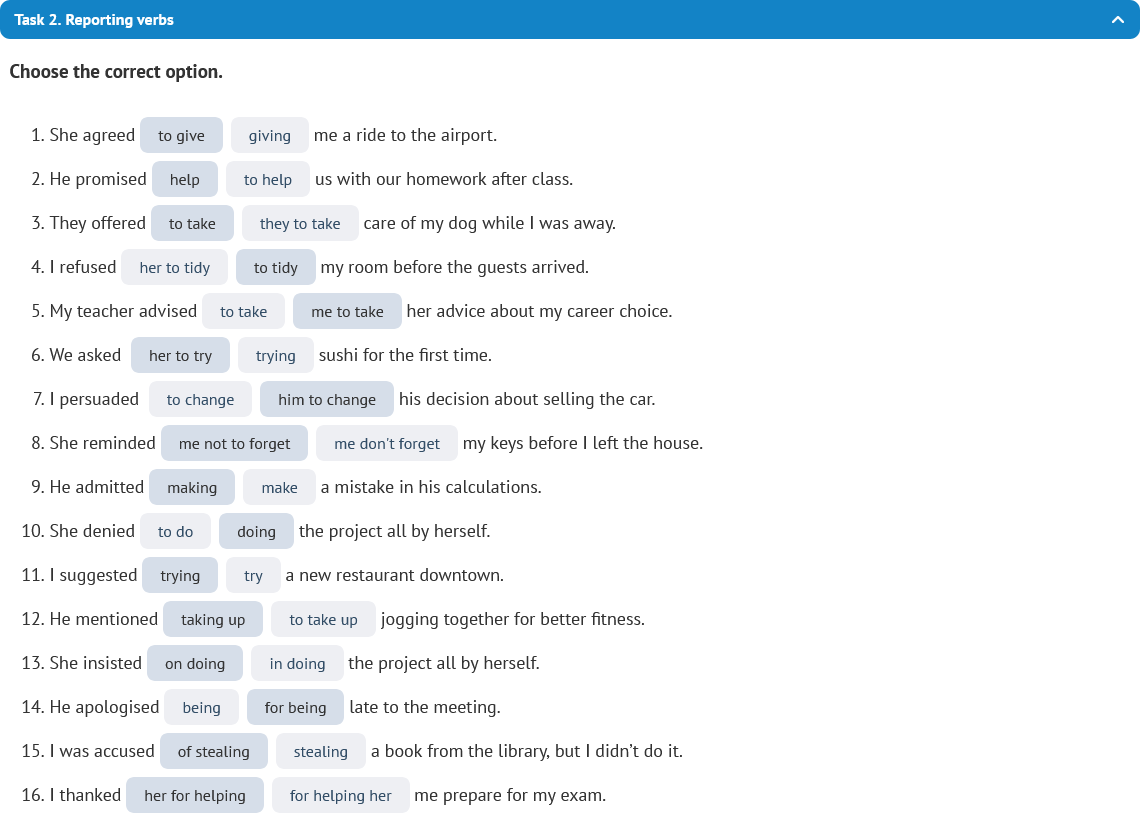 Task 2. Reporting verbs
Choose the correct option.
1. She agreed to give giving me a ride to the airport.
2. He promised help to help us with our homework after class.
3. They offered to take they to take care of my dog while I was away.
4. I refused her to tidy to tidy my room before the guests arrived.
5. My teacher advised to take me to take her advice about my career choice.
6. We asked her to try trying sushi for the first time.
7. I persuaded to change him to change his decision about selling the car.
8. She reminded me not to forget me don't forget my keys before I left the house.
9. He admitted making make a mistake in his calculations.
10. She denied to do doing the project all by herself.
11. I suggested trying try a new restaurant downtown.
12. He mentioned taking up to take up jogging together for better fitness.
13. She insisted on doing in doing the project all by herself.
14. He apologised being for being late to the meeting.
15. I was accused of stealing stealing a book from the library, but I didn’t do it.
16. I thanked her for helping for helping her me prepare for my exam.